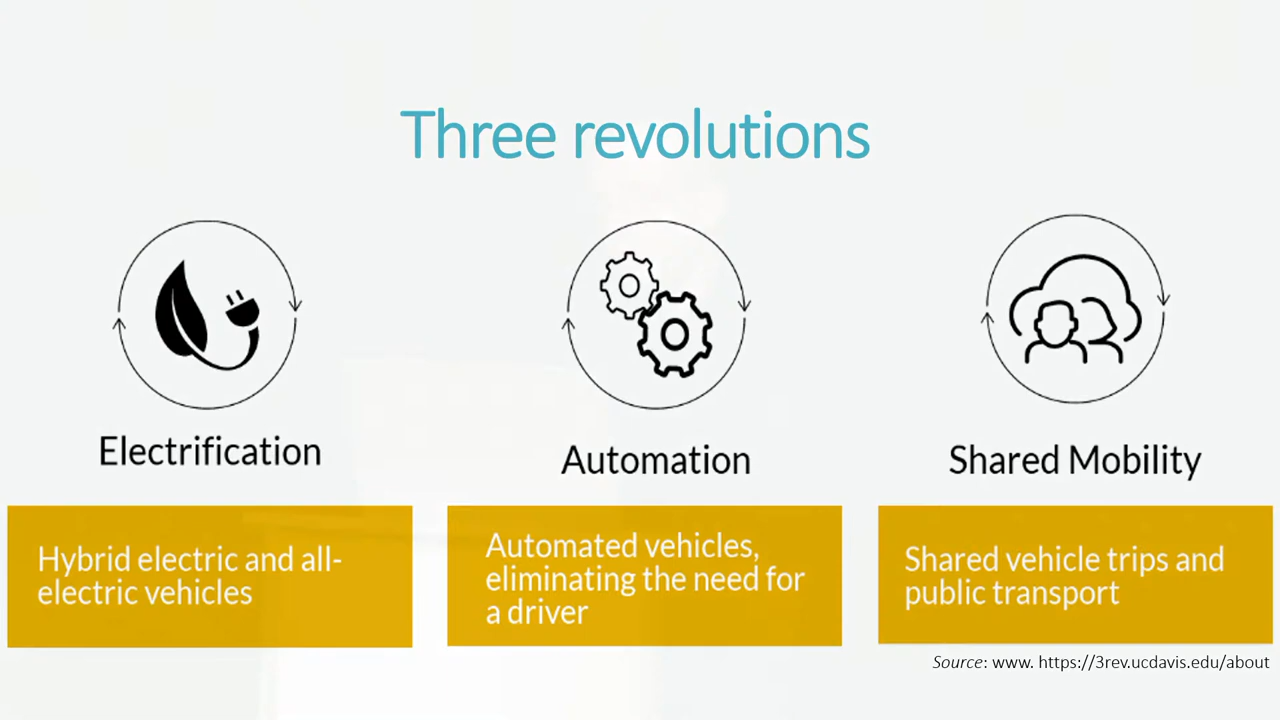 Three revolutions
Electrification
Automation
Shared Mobility
Hybrid electric and all-
electric vehicles
Automated vehicles,
eliminating the need for
a driver
Shared vehicle trips and
public transport
Source: www. https://3rev.ucdavis.edu/about